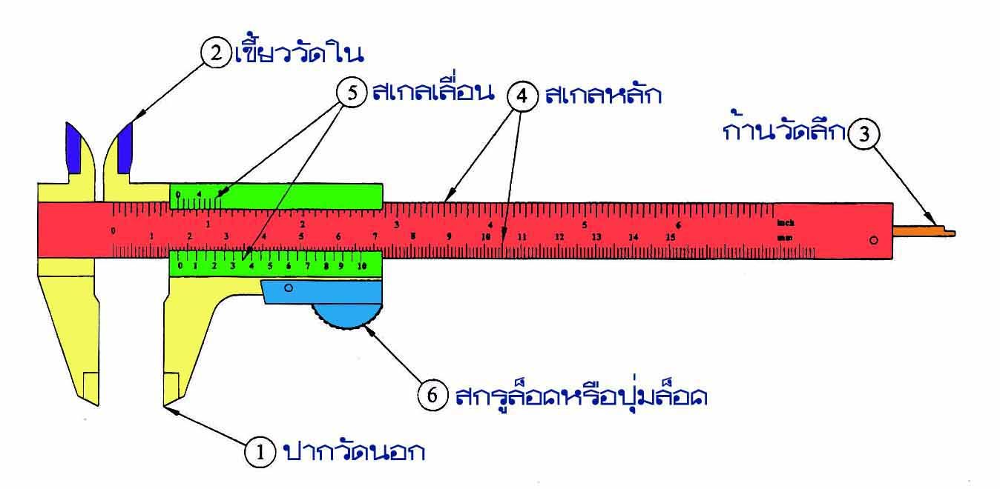 2 เขี้ยววัดใน
5 สเกลเลื่อน
4 สเกลหลัก
ก้านวัดลึก 3
0 4
0 1 2 3 4 5 6 inch
0 1 2 3 4 5 6 7 8 9 10 11 12 13 14 15 mm
0 1 2 3 4 5 6 7 8 9 10
6 สกรูล็อคหรือปุ่มล็อค
1 ปากวัดนอก